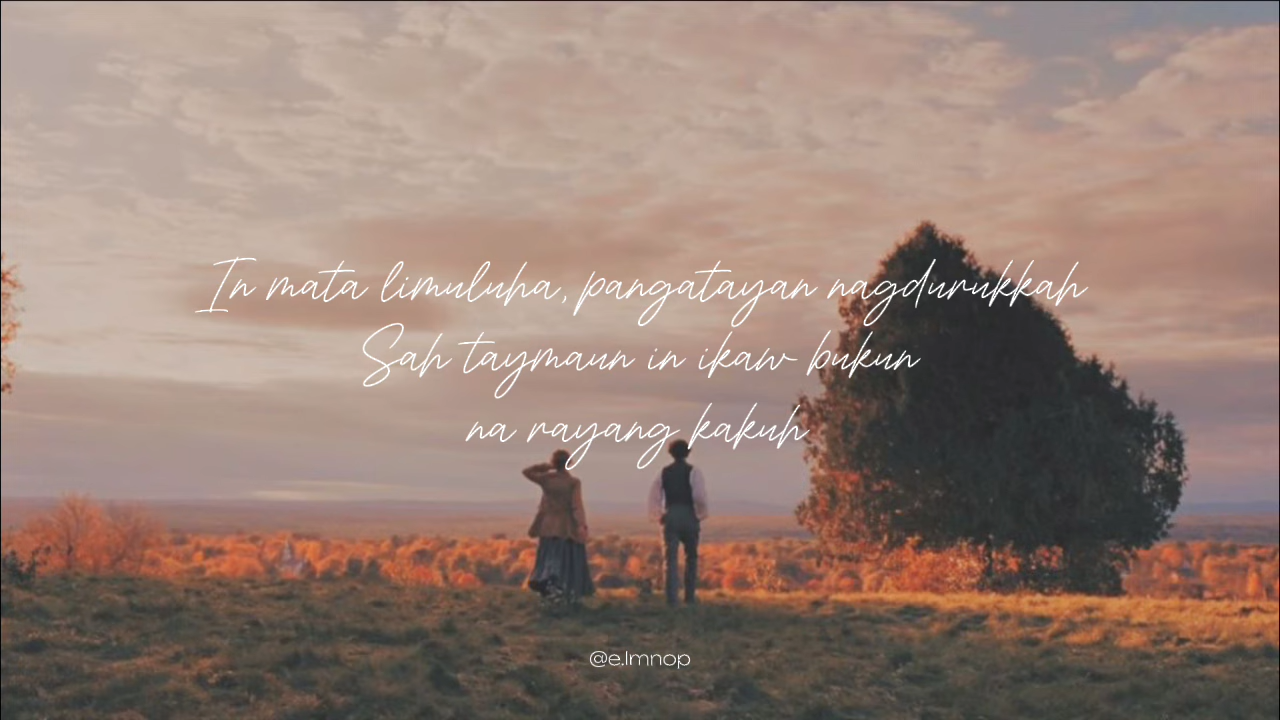 In mata limuluha, pangatayan nagdurukkah
Sah taymaun in ikaw bukun
na rayang kakuh
@e.lmnop